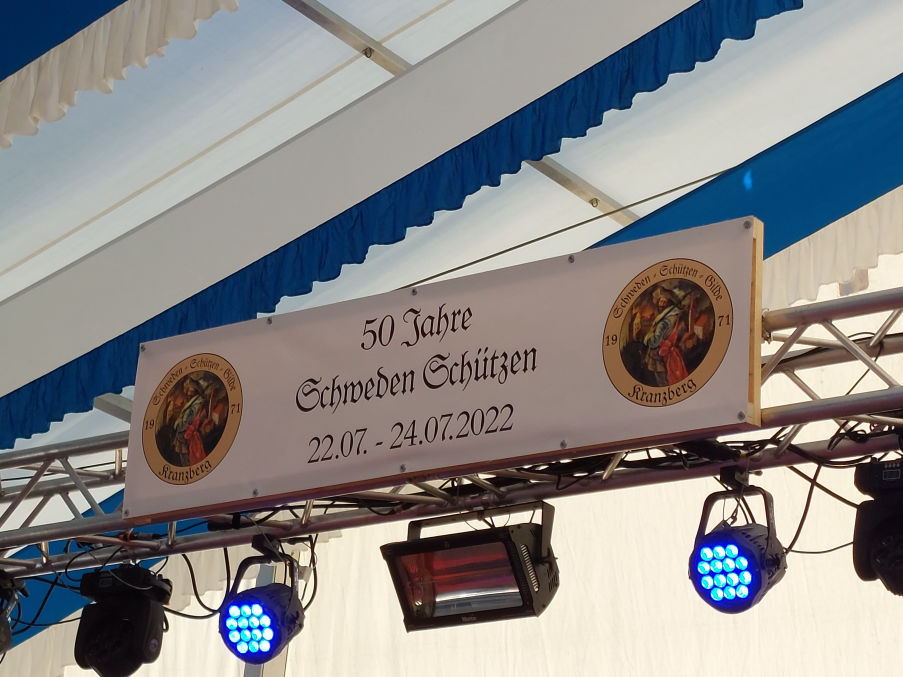 50 Jahre
Schweden Schützen
22.07. - 24.07.2022
Schweden - Schützen - Gilde
19 71
Kranzberg
Schweden - Schützen - Gilde
19 71
Kranzberg